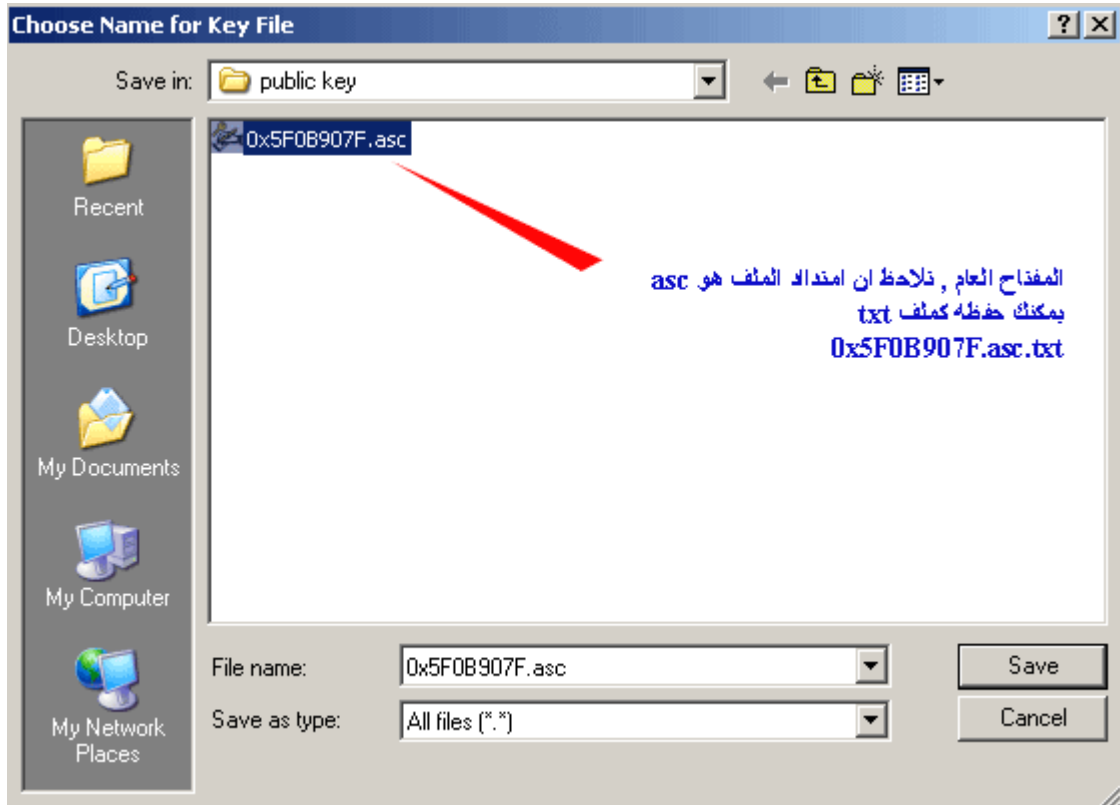 Choose Name for Key File
Save in:
public key
0x5F0B907F.asc
Recent
Desktop
My Documents
My Computer
My Network
Places
المفتاح العام , نلاحظ ان امتداد الملف هو asc
يمكنك حفظه كملف txt
0x5F0B907F.asc.txt
File name:
0x5F0B907F.asc
Save
Save as type:
All files (*.*)
Cancel